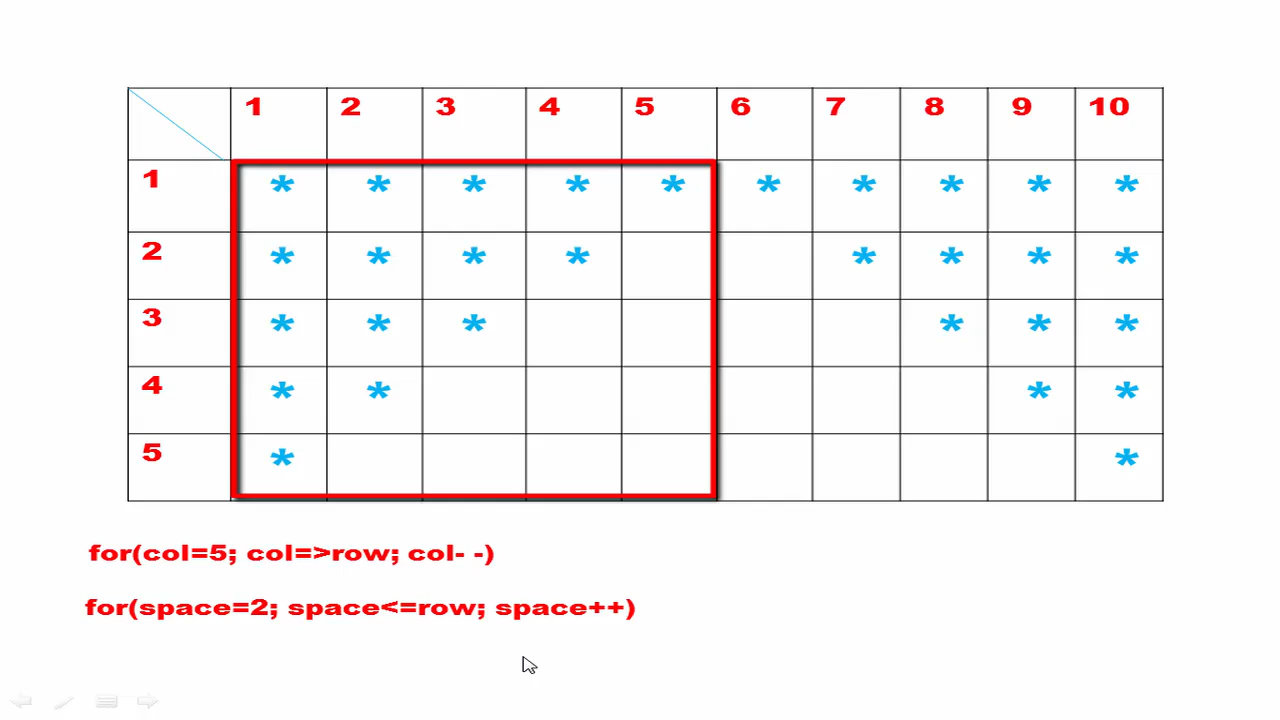 1 2 3 4 5 6 7 8 9 10
1 * * * * * * * * * *
2 * * * * * * * *
3 * * * * * *
4 * * * *
5 * *
for(col=5; col=>row; col- -)
for(space=2; space<=row; space++)